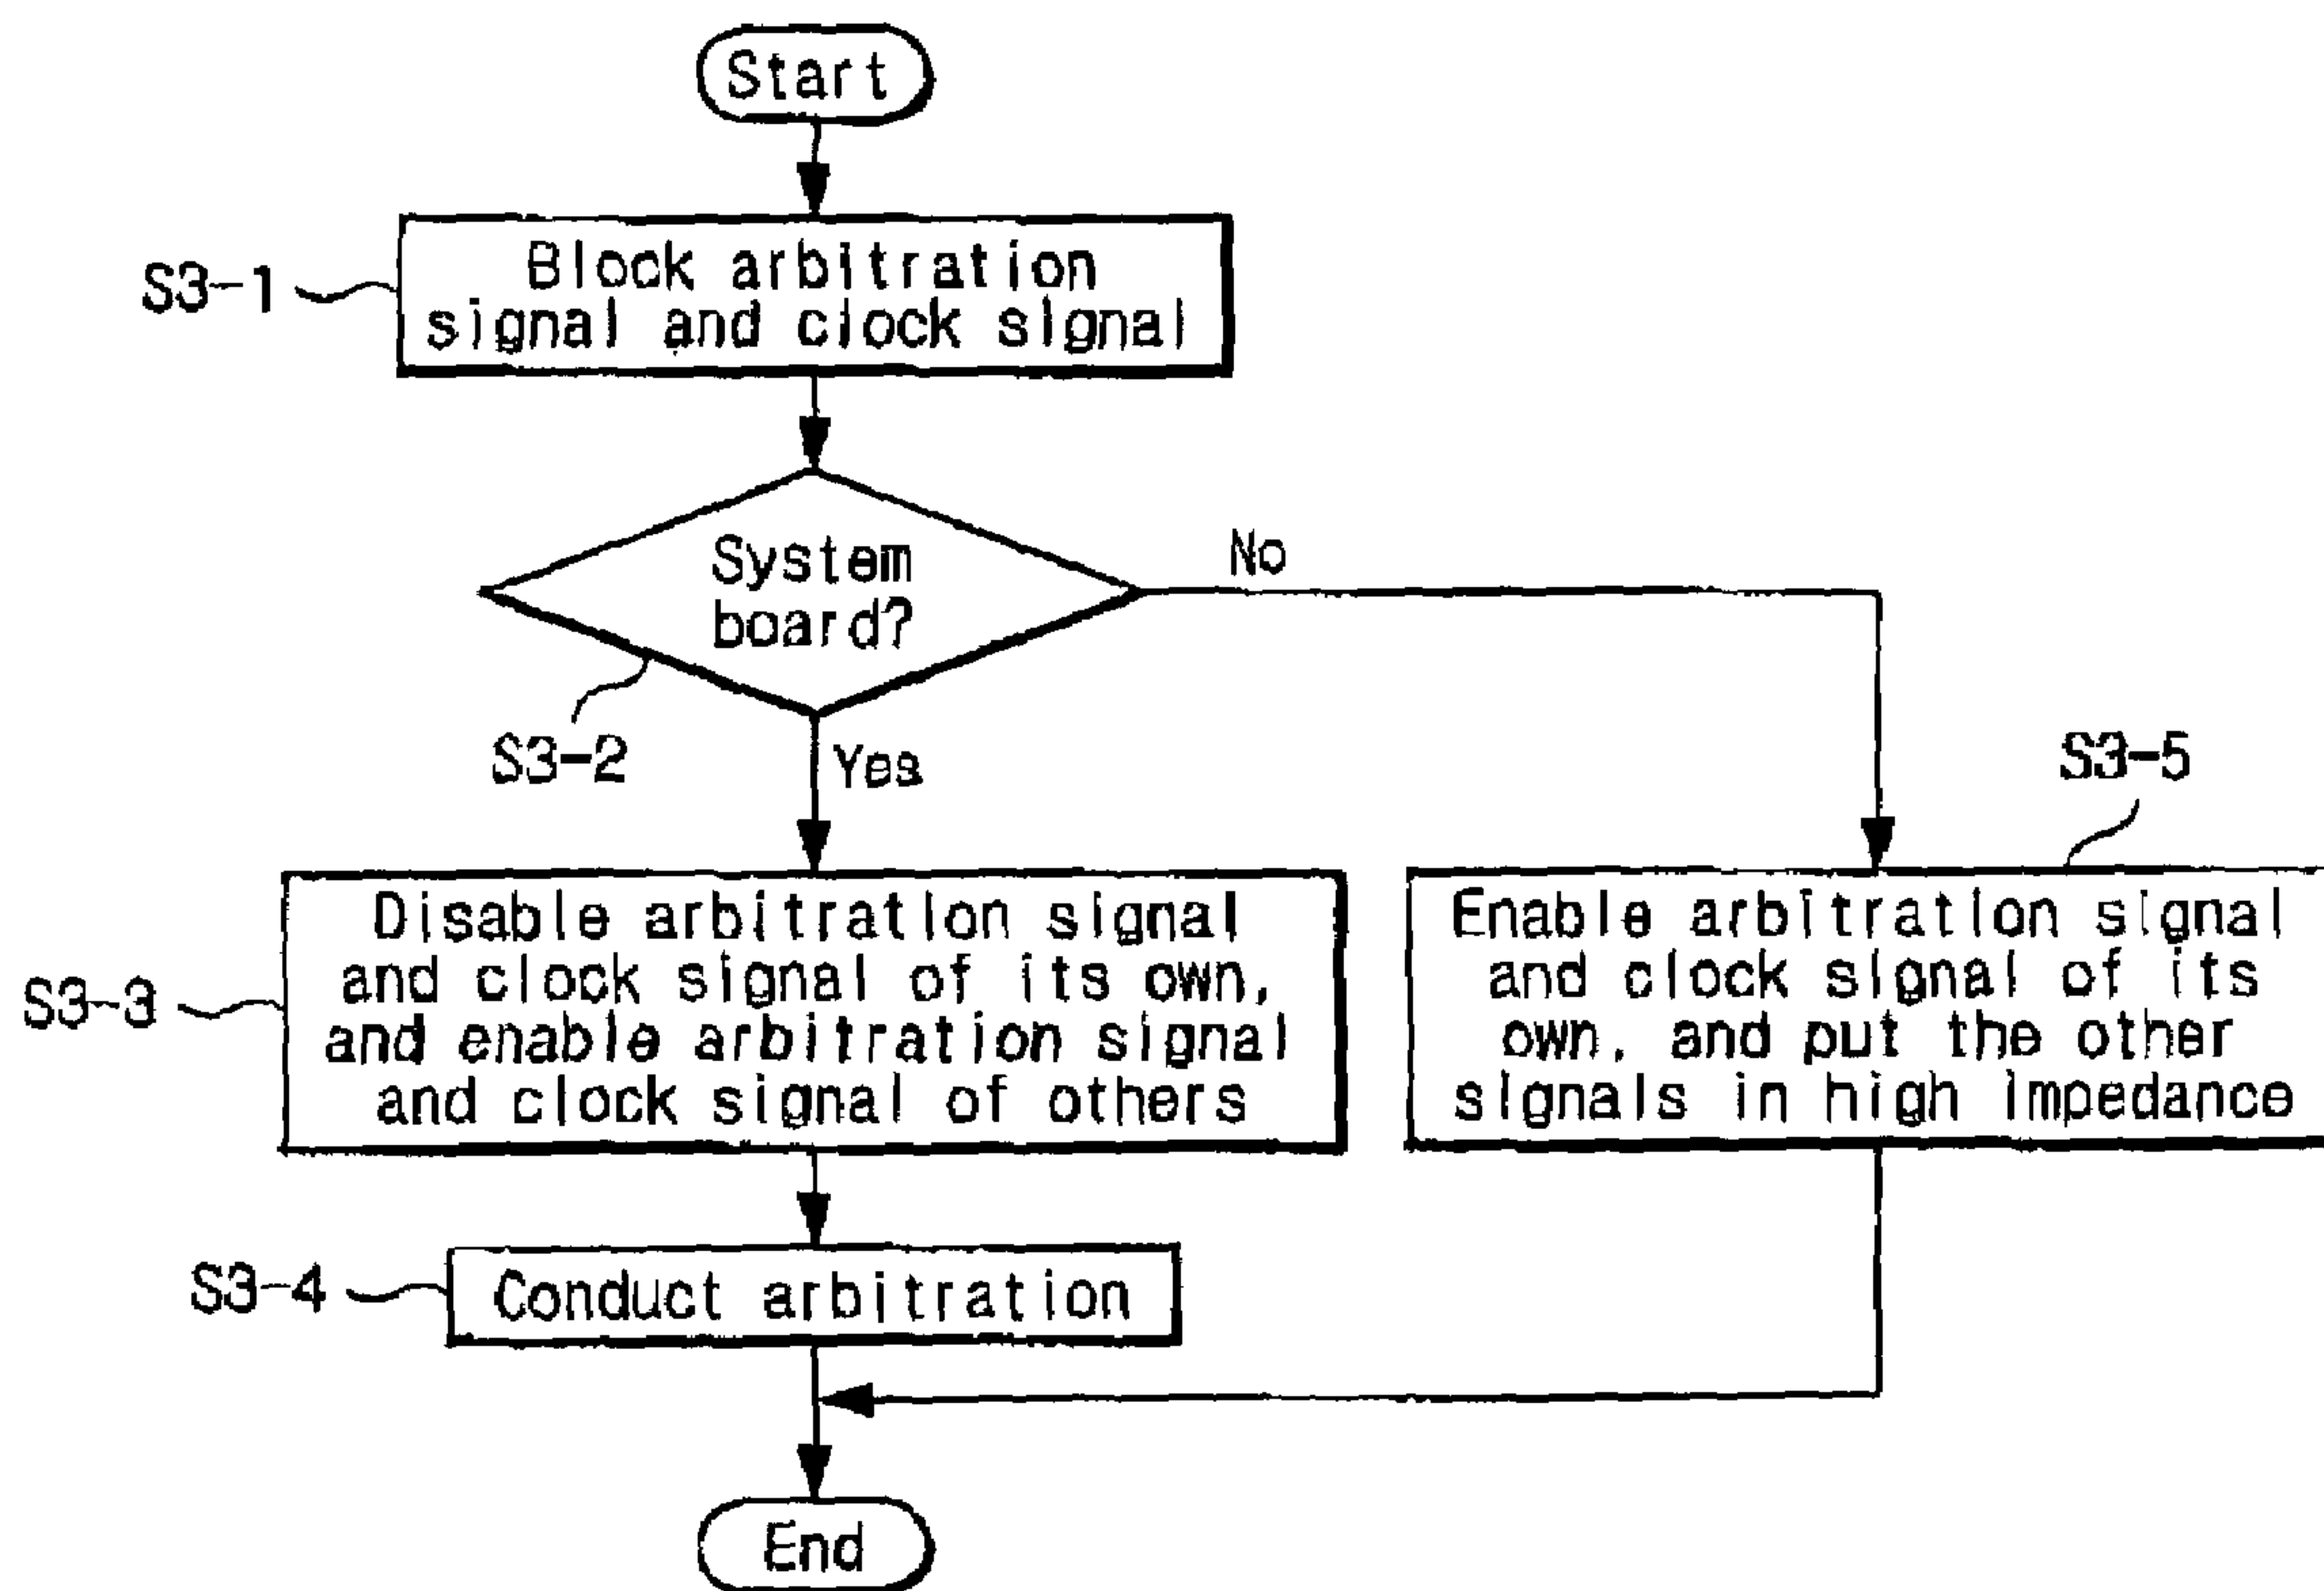 Start
S3-1
Block arbitration
signal and clock signal
System
board?
No
S3-2
Yes
S3-5
S3-3
Disable arbitration signal
and clock signal of its own,
and enable arbitration signal
and clock signal of others
Enable arbitration signal
and clock signal of its
own, and put the other
signals in high impedance
S3-4
Conduct arbitration
End